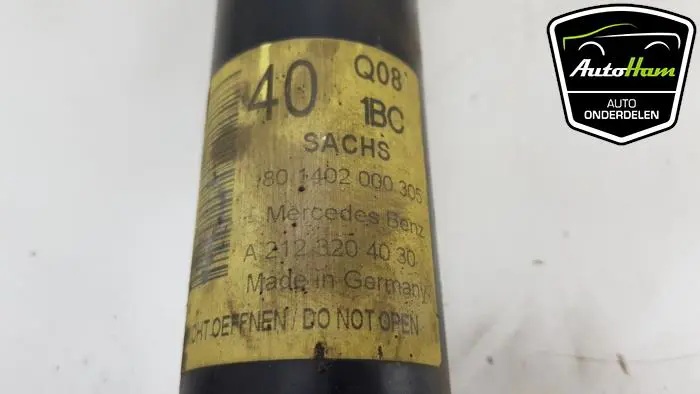 40
Q08
1BC
SACHS
80 1402 000 305
Mercedes Benz
A 212 320 40 30
Made in Germany
NICHT OEFFNEN / DO NOT OPEN
AutoHam
AUTO
ONDERDELEN